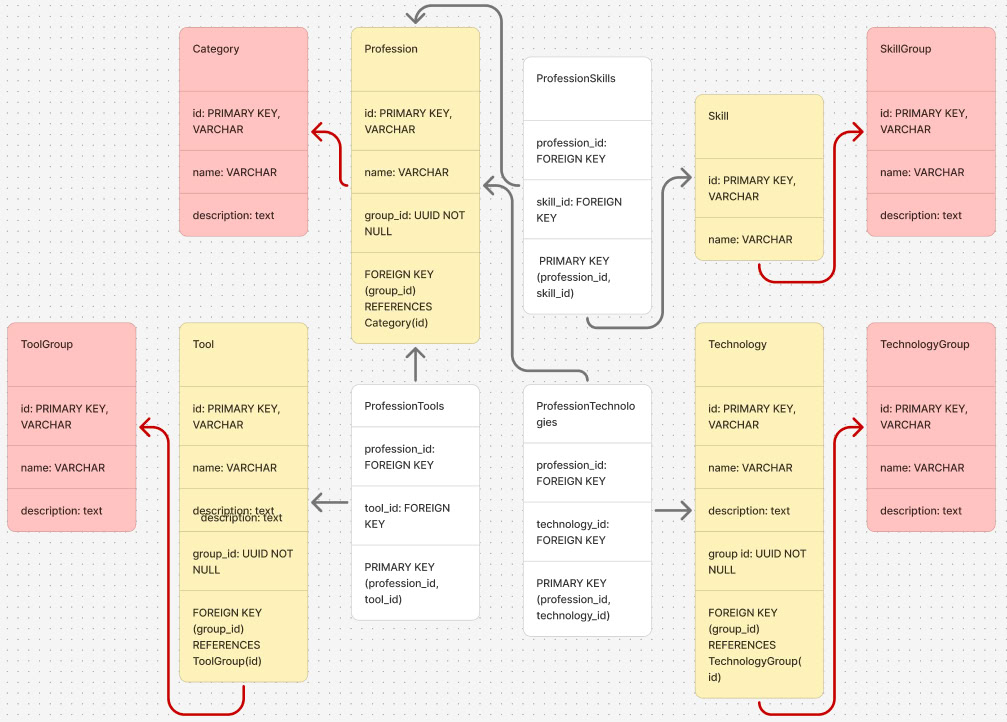 Category
id: PRIMARY KEY,
VARCHAR
name: VARCHAR
description: text
Profession
id: PRIMARY KEY,
VARCHAR
name: VARCHAR
group_id: UUID NOT
NULL
FOREIGN KEY
(group_id)
REFERENCES
Category(id)
ProfessionSkills
profession_id:
FOREIGN KEY
skill_id: FOREIGN
KEY
PRIMARY KEY
(profession_id,
skill_id)
Skill
id: PRIMARY KEY,
VARCHAR
name: VARCHAR
SkillGroup
id: PRIMARY KEY,
VARCHAR
name: VARCHAR
description: text
ToolGroup
id: PRIMARY KEY,
VARCHAR
name: VARCHAR
description: text
Tool
id: PRIMARY KEY,
VARCHAR
name: VARCHAR
description: text
description: text
group_id: UUID NOT
NULL
FOREIGN KEY
(group_id)
REFERENCES
ToolGroup(id)
ProfessionTools
profession_id:
FOREIGN KEY
tool_id: FOREIGN
KEY
PRIMARY KEY
(profession_id,
tool_id)
ProfessionTechnolo
gies
profession_id:
FOREIGN KEY
technology_id:
FOREIGN KEY
PRIMARY KEY
(profession_id,
technology_id)
Technology
id: PRIMARY KEY,
VARCHAR
name: VARCHAR
description: text
group id: UUID NOT
NULL
FOREIGN KEY
(group_id)
REFERENCES
TechnologyGroup(
id)
TechnologyGroup
id: PRIMARY KEY,
VARCHAR
name: VARCHAR
description: text